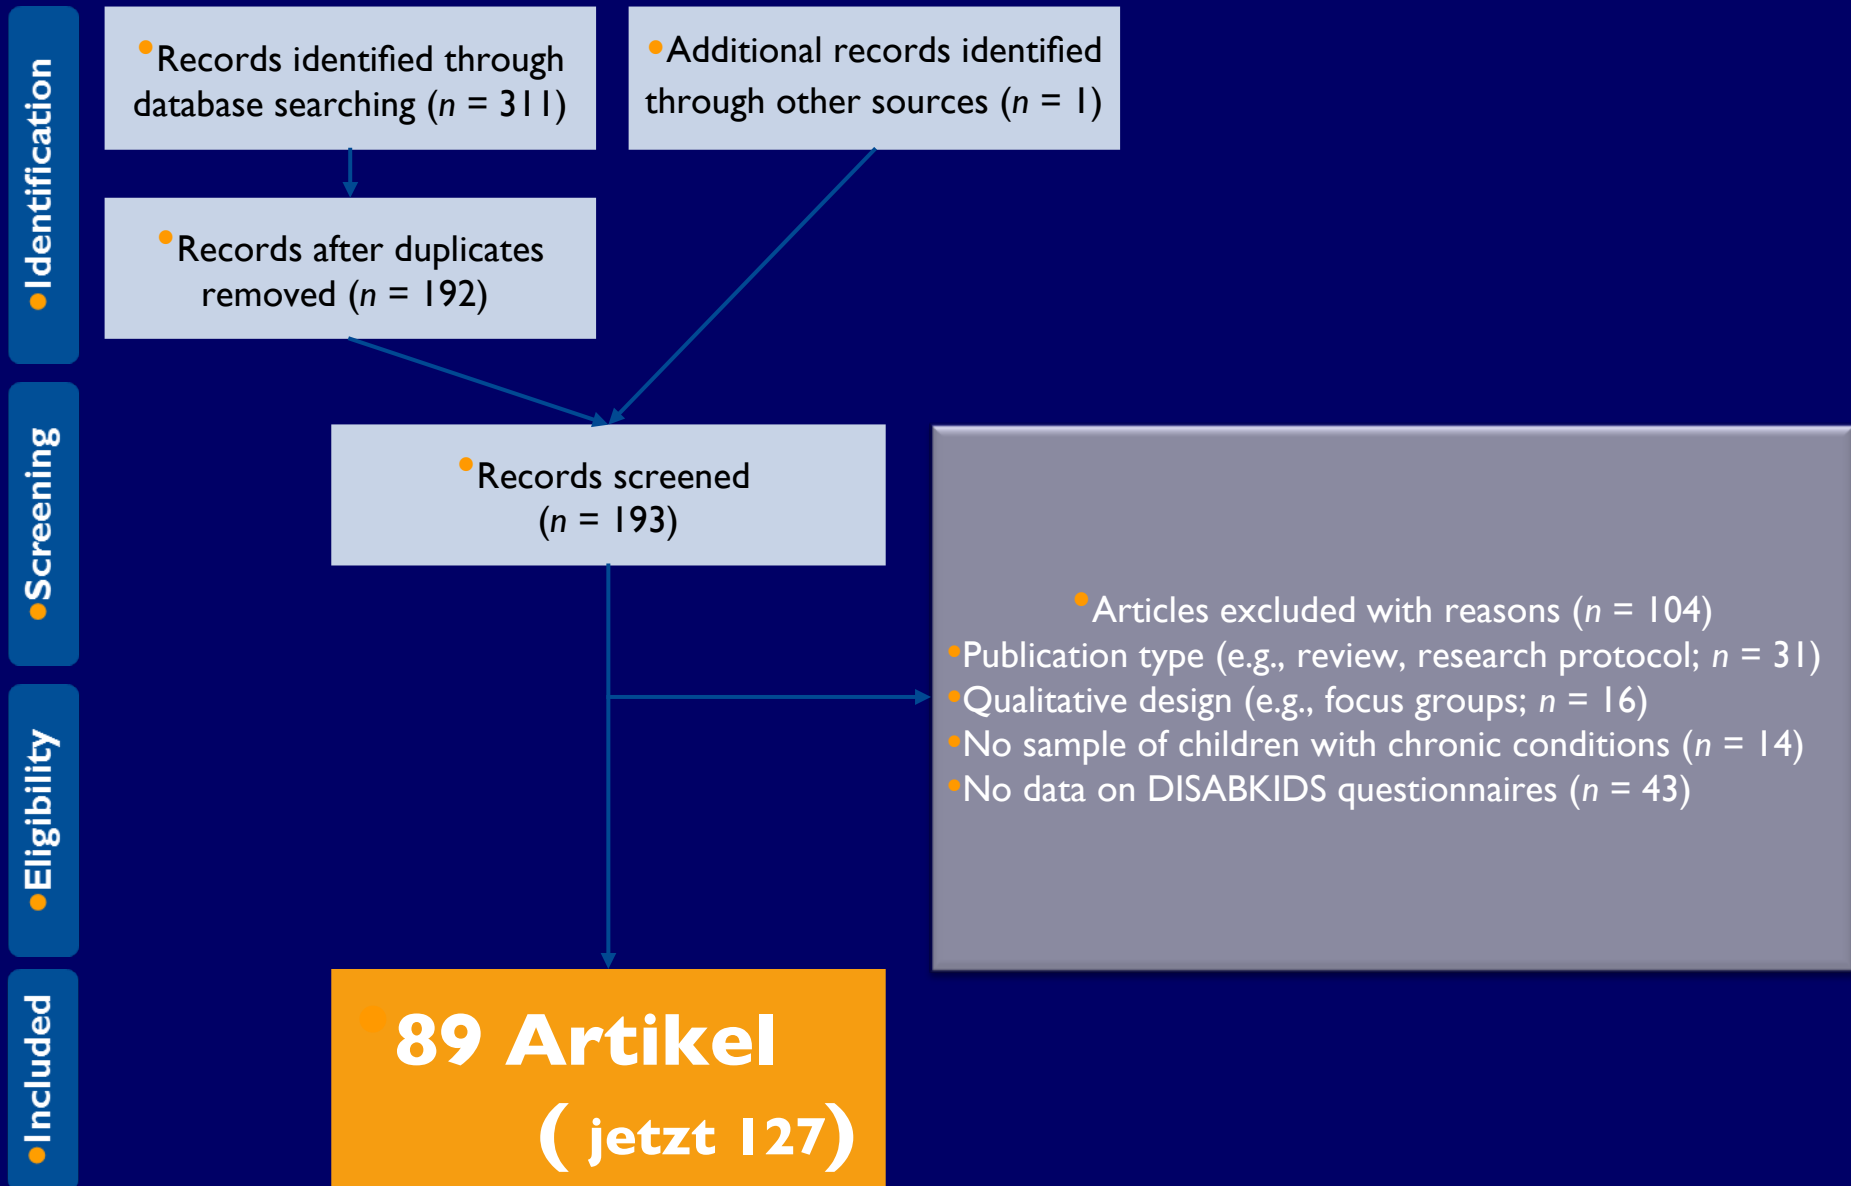 •Identification
•Records identified through
database searching (n = 311)
•Additional records identified
through other sources (n = 1)
•Records after duplicates
removed (n = 192)
•Screening
•Records screened
(n = 193)
•Eligibility
•Articles excluded with reasons (n = 104)
•Publication type (e.g., review, research protocol; n = 31)
•Qualitative design (e.g., focus groups; n = 16)
•No sample of children with chronic conditions (n = 14)
•No data on DISABKIDS questionnaires (n = 43)
•Included
•89 Artikel
( jetzt 127)